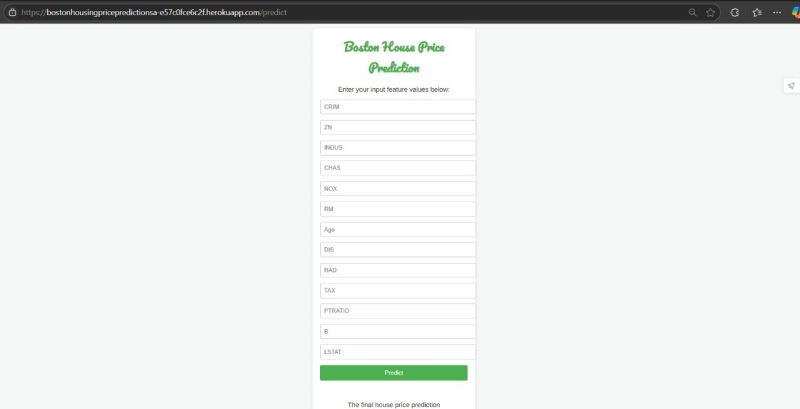 https://bostonhousingpricepredictionsa-e57c0fce6c2f.herokuapp.com/predict
Boston House Price
Prediction
Enter your input feature values below:
CRIM
ZN
INDUS
CHAS
NOX
RM
Age
DIS
RAD
TAX
PTRATIO
B
LSTAT
Predict
The final house price prediction